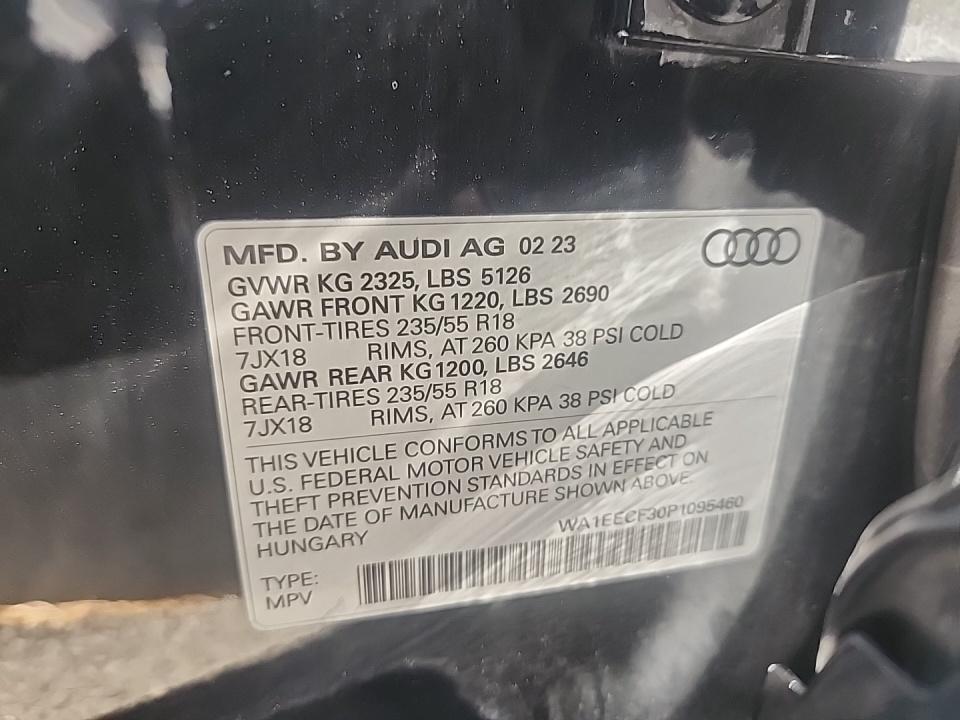 MFD. BY AUDI AG 02 23
GVWR KG 2325, LBS 5126
GAWR FRONT KG 1220, LBS 2690
FRONT-TIRES 235/55 R18
7JX18 RIMS, AT 260 KPA 38 PSI COLD
GAWR REAR KG 1200, LBS 2646
REAR-TIRES 235/55 R18
7JX18 RIMS, AT 260 KPA 38 PSI COLD
THIS VEHICLE CONFORMS TO ALL APPLICABLE
U.S. FEDERAL MOTOR VEHICLE SAFETY AND
THEFT PREVENTION STANDARDS IN EFFECT ON
THE DATE OF MANUFACTURE SHOWN ABOVE.
HUNGARY WA1EECF30P1095460
TYPE:
MPV